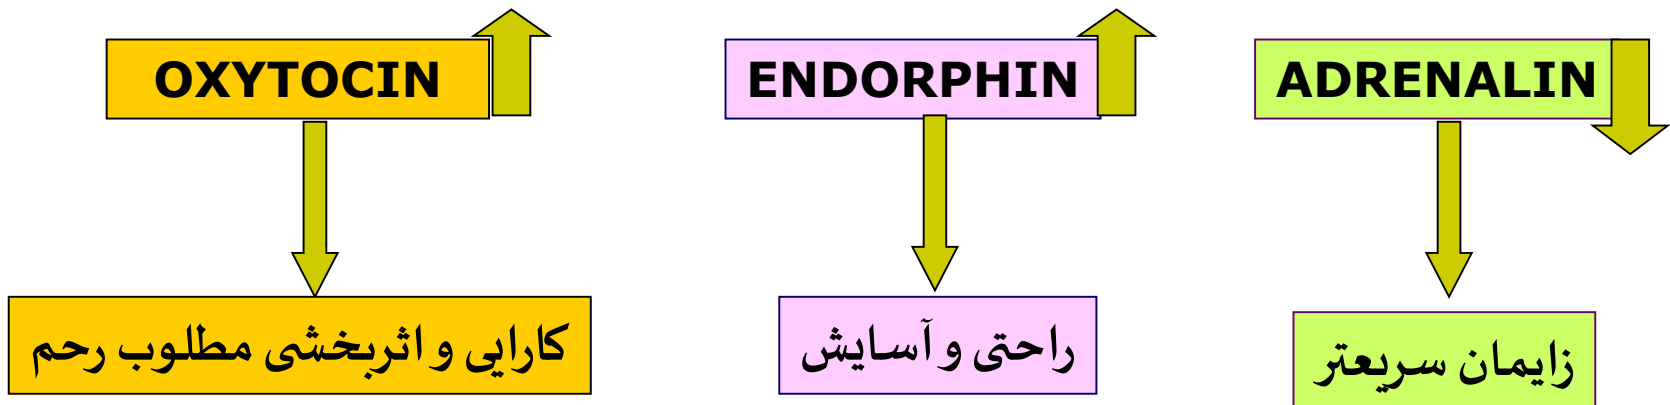 OXYTOCIN
ENDORPHIN
ADRENALIN
کارایی و اثربخشی مطلوب رحم
راحتی و آسایش
زایمان سریعتر